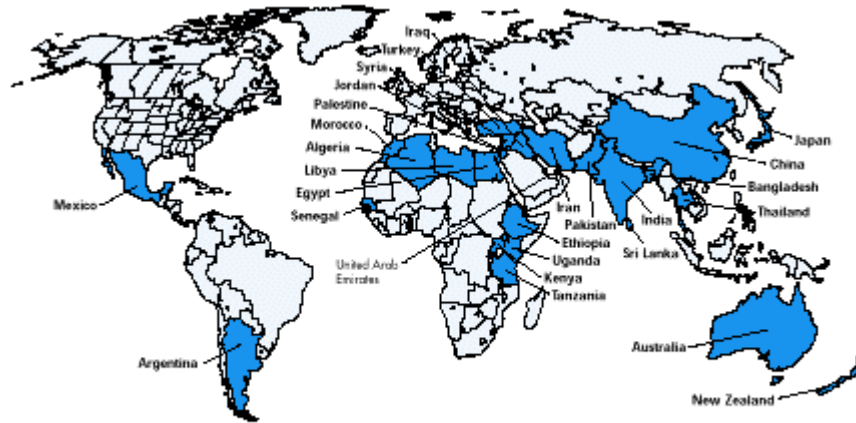 Iraq
Turkey
Syria
Jordan
Palestine
Morocco
Algeria
Libya
Egypt
Senegal
United Arab
Emirates
Mexico
Argentina
Japan
China
Bangladesh
Thailand
Iran
Pakistan
India
Sri Lanka
Ethiopia
Uganda
Kenya
Tanzania
Australia
New Zealand